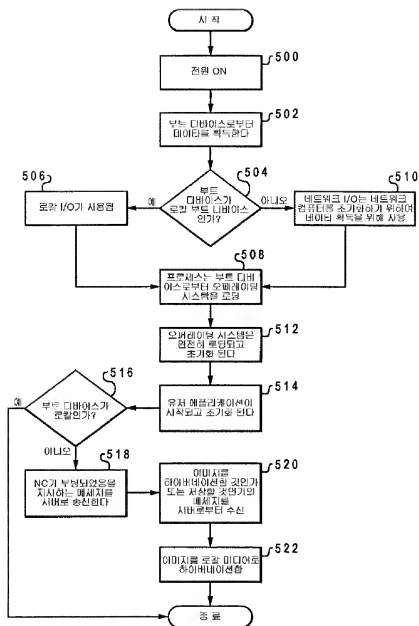 시 작
500
전원 ON
502
부트 디바이스로부터
데이타를 획득한다
504
506
510
부트
디바이스가
로칼 부트 디바이스
인가?
예
아니오
로칼 I/O가 사용됨
네트워크 I/O는 네트워크
컴퓨터를 초기화하기 위하여
데이타 획득을 위해 사용
508
프로세스는 부트 디바
이스로부터 오퍼레이팅
시스템을 로딩
512
오퍼레이팅 시스템은
완전히 로딩되고
초기화 된다
516
514
예
부트 디바이스가
로칼인가?
유저 애플리케이션이
시작되고 초기화 된다
아니오
518
520
NC가 부팅되었음을
지시하는 메세지를
서버로 송신한다
이미지를
하이버네이션할 것인가
또는 저장할 것인가의
메세지를
서버로부터 수신
522
이미지를 로칼 미디어로
하이버네이션함
종 료